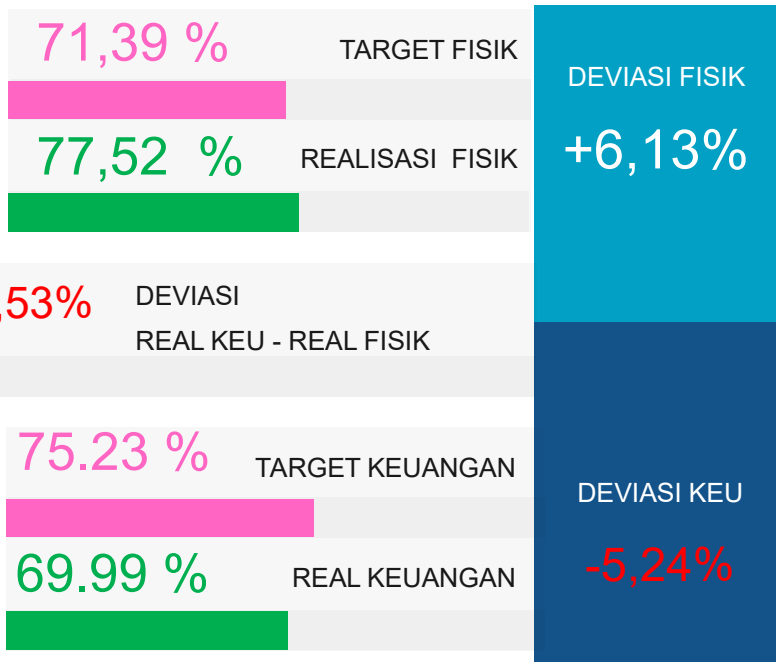 71,39 % TARGET FISIK
77,52 % REALISASI FISIK
DEVIASI FISIK
+6,13%
,53% DEVIASI
REAL KEU - REAL FISIK
75.23 % TARGET KEUANGAN
69.99 % REAL KEUANGAN
DEVIASI KEU
-5,24%